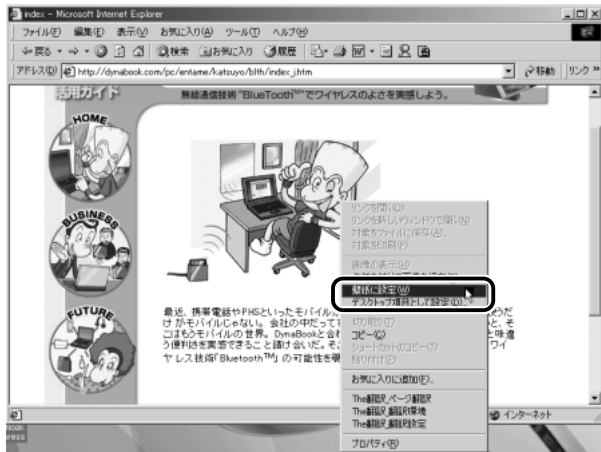 index - Microsoft Internet Explorer
ファイル(F) 編集(E) 表示(V) お気に入り(A) ツール(T) ヘルプ(H)
戻る 検索 お気に入り 履歴
アドレス(D) http://dynabook.com/pc/entame/katsuyo/blth/index_j.htm 移動 リンク »
活用ガイド
無線通信技術 "BlueTooth™"でワイヤレスのよさを実感しよう。
HOME
BUSINESS
FUTURE
リンクを開く(O)
リンクを新しいウィンドウで開く(N)
対象をファイルに保存(A)...
対象を印刷(P)
画像の表示(H)
壁紙に設定(W)
デスクトップ項目として設定(D)...
切り取り(T)
コピー(C)
ショートカットのコピー(T)
貼り付け(P)
お気に入りに追加(F)...
The翻訳_ページ翻訳
The翻訳_翻訳環境
The翻訳_翻訳設定
プロパティ(R)
最近、携帯電話やPHSといったモバイル
けがモバイルじゃない。会社の中だって
ごはもうモバイルの世界。DynaBookと合
う便利さを実感できること請け合いだ。そ
ヤレス技術「Bluetooth™」の可能性を
だ
と、そ
と味違
ワイ
インターネット